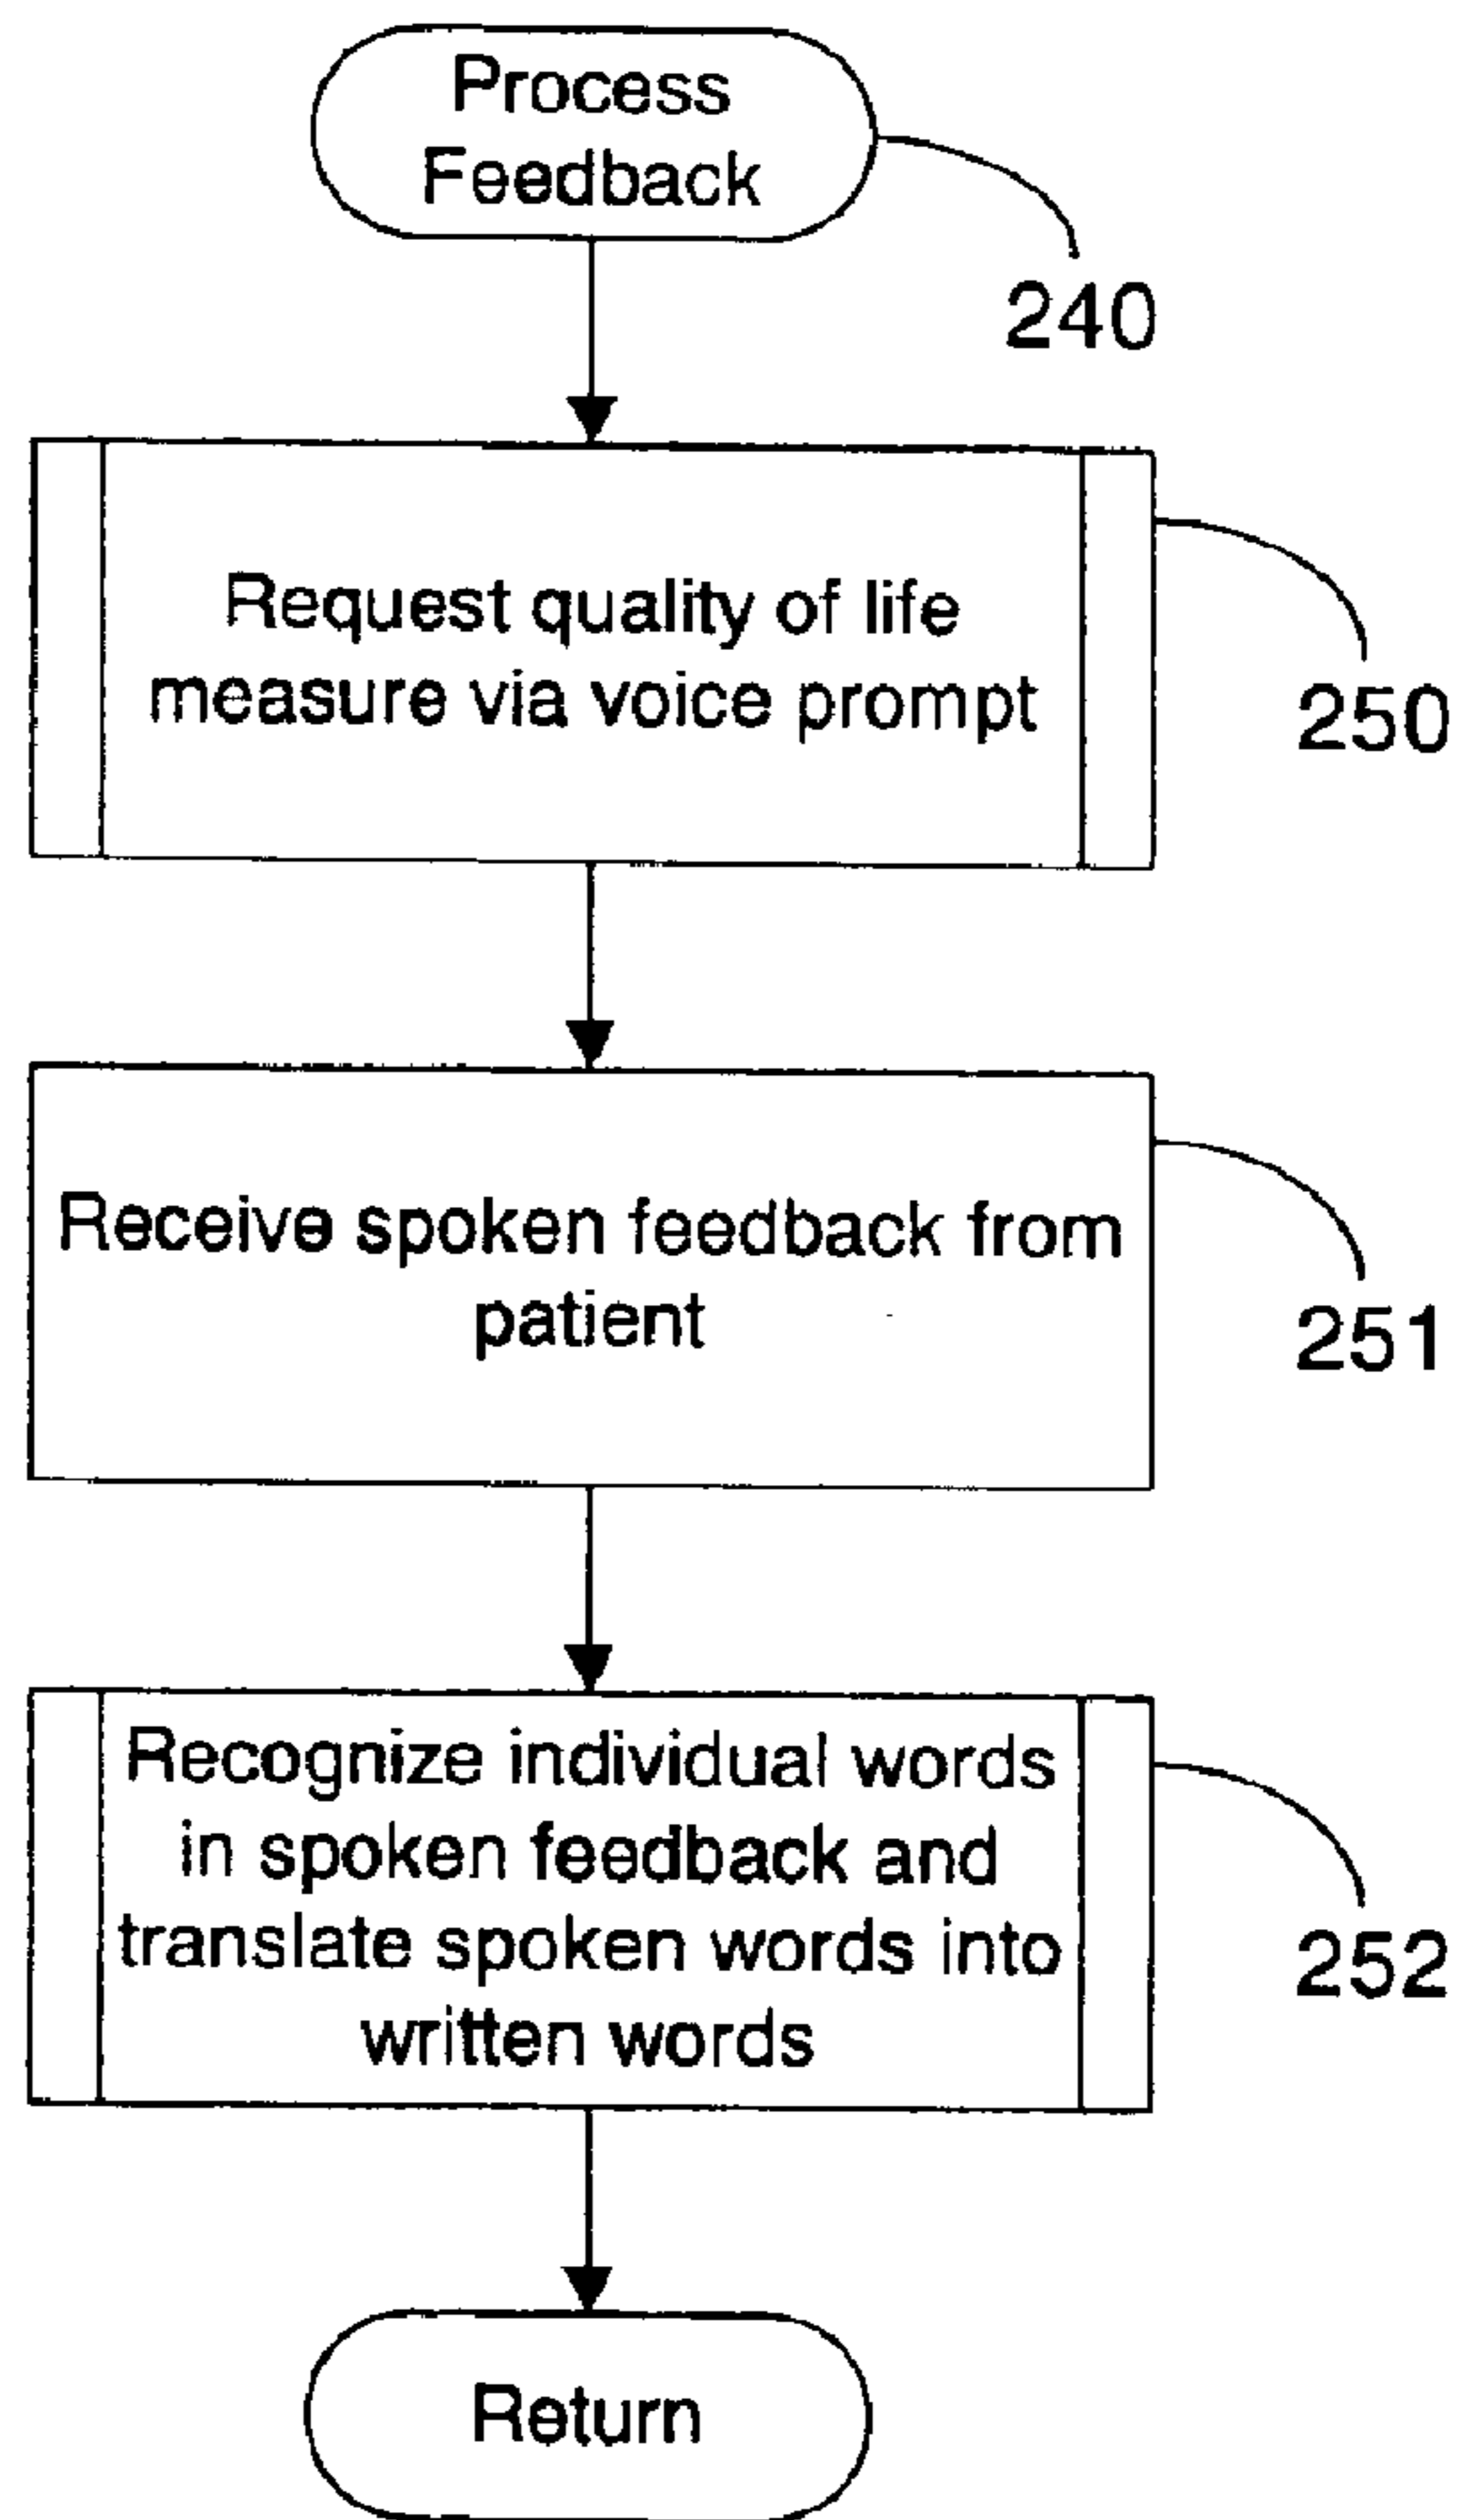 Process
Feedback
240
Request quality of life
measure via voice prompt
250
Receive spoken feedback from
patient
251
Recognize individual words
in spoken feedback and
translate spoken words into
written words
252
Return